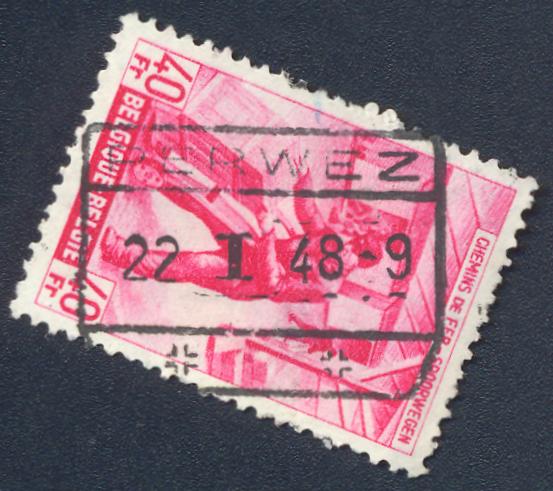 40 Fr
BELGIQUE-BELGIE
40 Fr
CHEMINS DE FER-SPOORWEGEN
PERWEZ
22 I 48-9